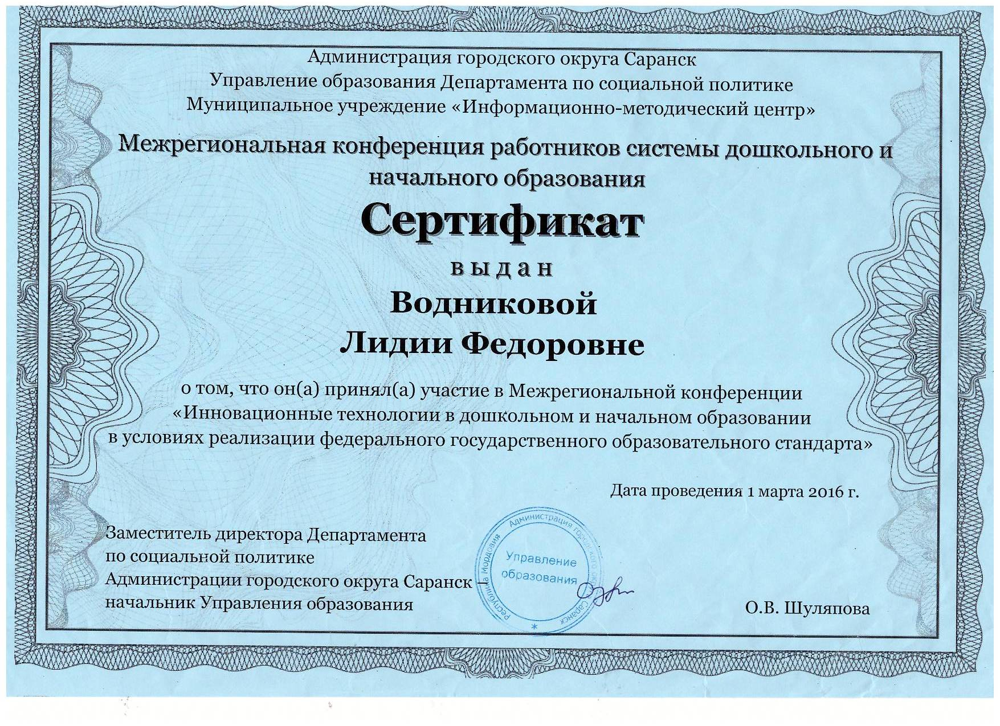 Администрация городского округа Саранск
Управление образования Департамента по социальной политике
Муниципальное учреждение «Информационно-методический центр»
Межрегиональная конференция работников системы дошкольного и
начального образования
Сертификат
выдан
Водниковой
Лидии Федоровне
о том, что он(а) принял(а) участие в Межрегиональной конференции
«Инновационные технологии в дошкольном и начальном образовании
в условиях реализации федерального государственного образовательного стандарта»
Дата проведения 1 марта 2016 г.
Заместитель директора Департамента
по социальной политике
Администрации городского округа Саранск –
начальник Управления образования
О.В. Шуляпова
Республика Мордовия Администрация городского округа Саранск
Управление
образования